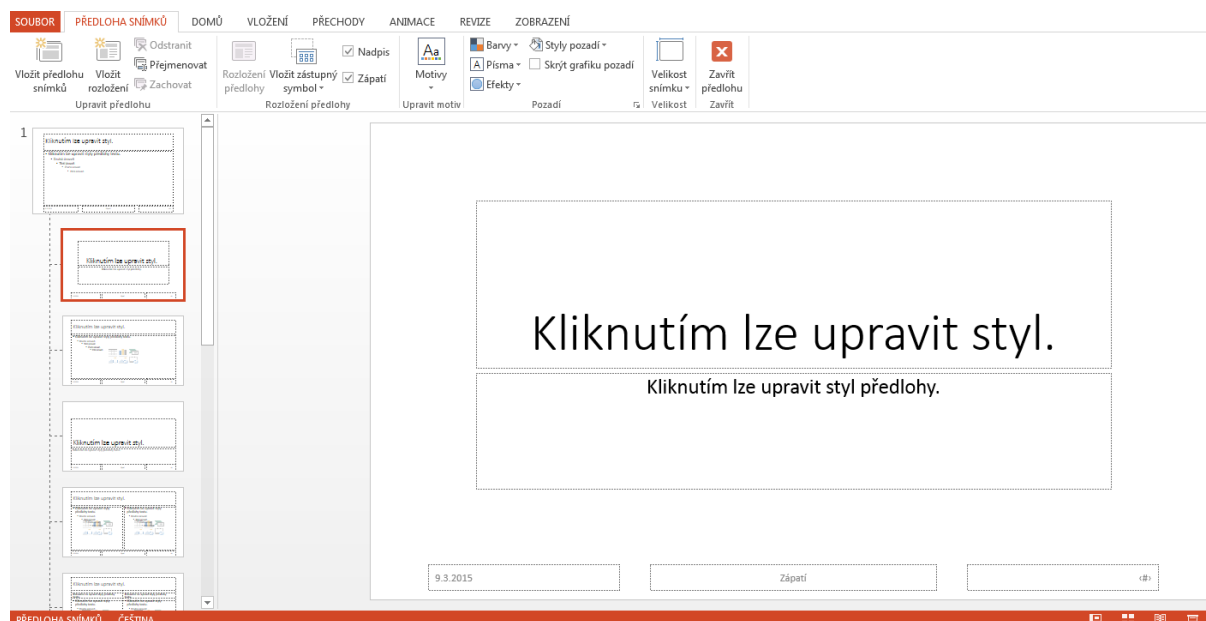 SOUBOR PŘEDLOHA SNÍMKŮ DOMŮ VLOŽENÍ PŘECHODY ANIMACE REVIZE ZOBRAZENÍ
Vložit předlohu snímků
Vložit rozložení
Odstranit
Přejmenovat
Zachovat
Upravit předlohu
Rozložení předlohy
Vložit zástupný symbol
Nadpis
Zápatí
Rozložení předlohy
Aa
Motivy
Upravit motiv
Barvy
A Písma
Efekty
Styly pozadí
Skrýt grafiku pozadí
Pozadí
Velikost snímku
Velikost
Zavřít předlohu
Zavřít
1
Kliknutím lze upravit styl.
Kliknutím lze upravit styl.
Kliknutím lze upravit styl.
Kliknutím lze upravit styl.
Kliknutím lze upravit styl.
Kliknutím lze upravit styl.
Kliknutím lze upravit styl.
Kliknutím lze upravit styl předlohy.
9.3.2015
Zápatí
‹#›
PŘEDLOHA SNÍMKŮ ČEŠTINA